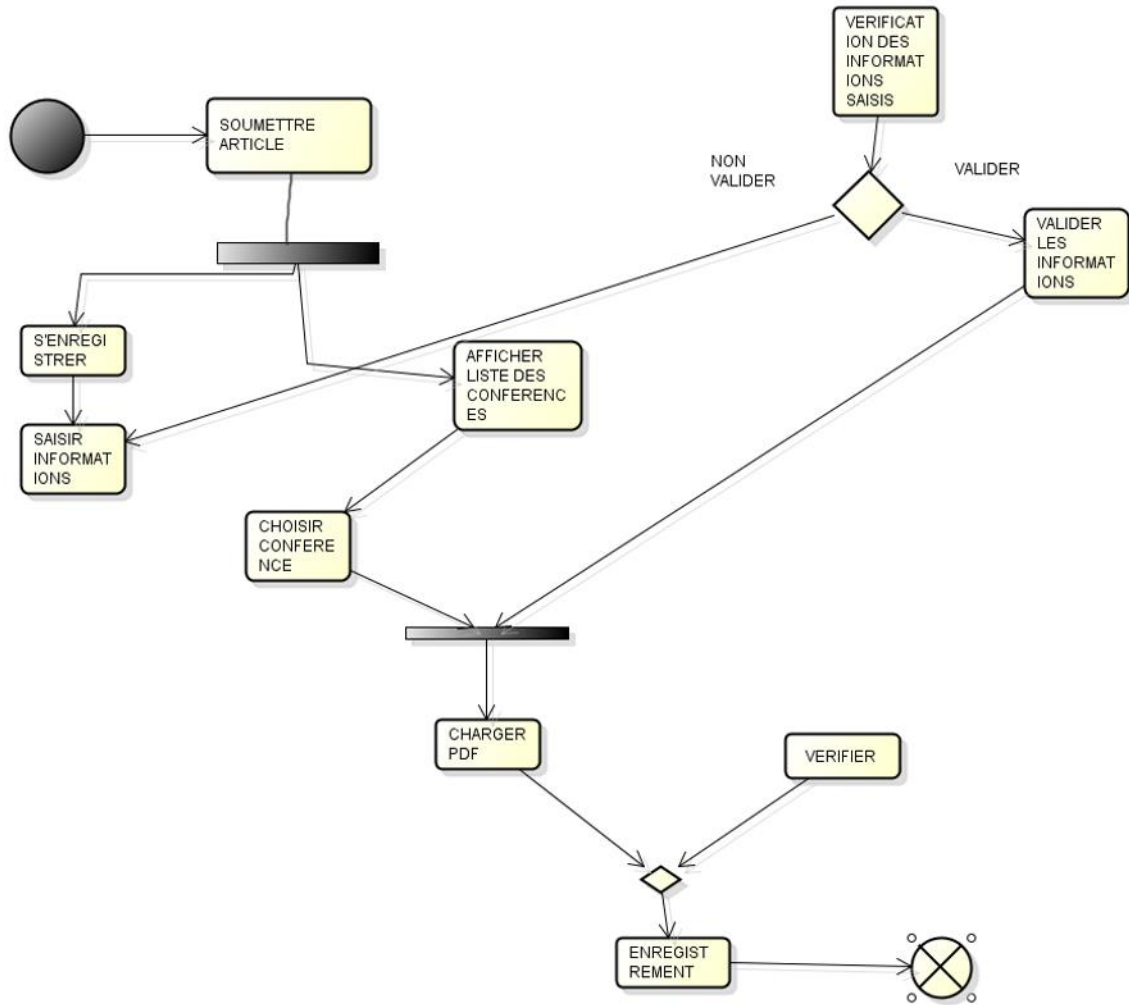 VERIFICAT
ION DES
INFORMAT
IONS
SAISIS
SOUMETTRE
ARTICLE
NON
VALIDER
VALIDER
VALIDER
LES
INFORMAT
IONS
S'ENREGI
STRER
AFFICHER
LISTE DES
CONFERENC
ES
SAISIR
INFORMAT
IONS
CHOISIR
CONFERE
NCE
CHARGER
PDF
VERIFIER
ENREGIST
REMENT